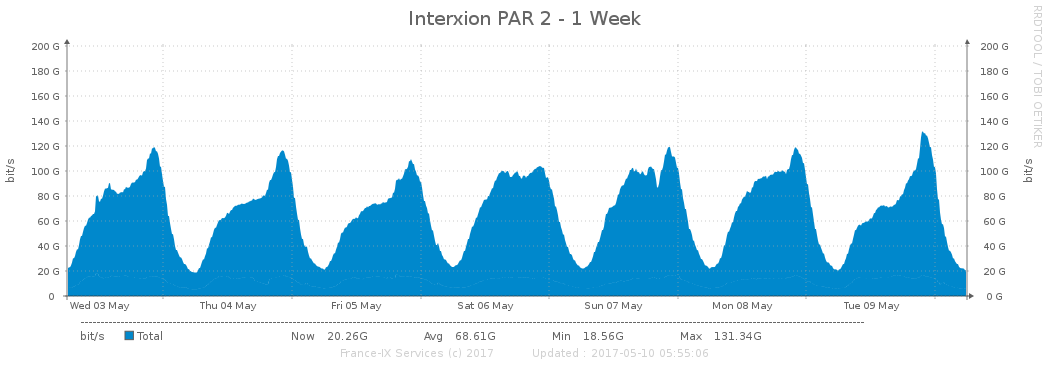 Interxion PAR 2 - 1 Week
RRDTOOL / TOBI OETIKER
bit/s
bit/s
200 G 200 G
180 G 180 G
160 G 160 G
140 G 140 G
120 G 120 G
100 G 100 G
80 G 80 G
60 G 60 G
40 G 40 G
20 G 20 G
0 0 G
Wed 03 May Thu 04 May Fri 05 May Sat 06 May Sun 07 May Mon 08 May Tue 09 May
bit/s Total Now 20.26G Avg 68.61G Min 18.56G Max 131.34G
France-IX Services (c) 2017 Updated : 2017-05-10 05:55:06